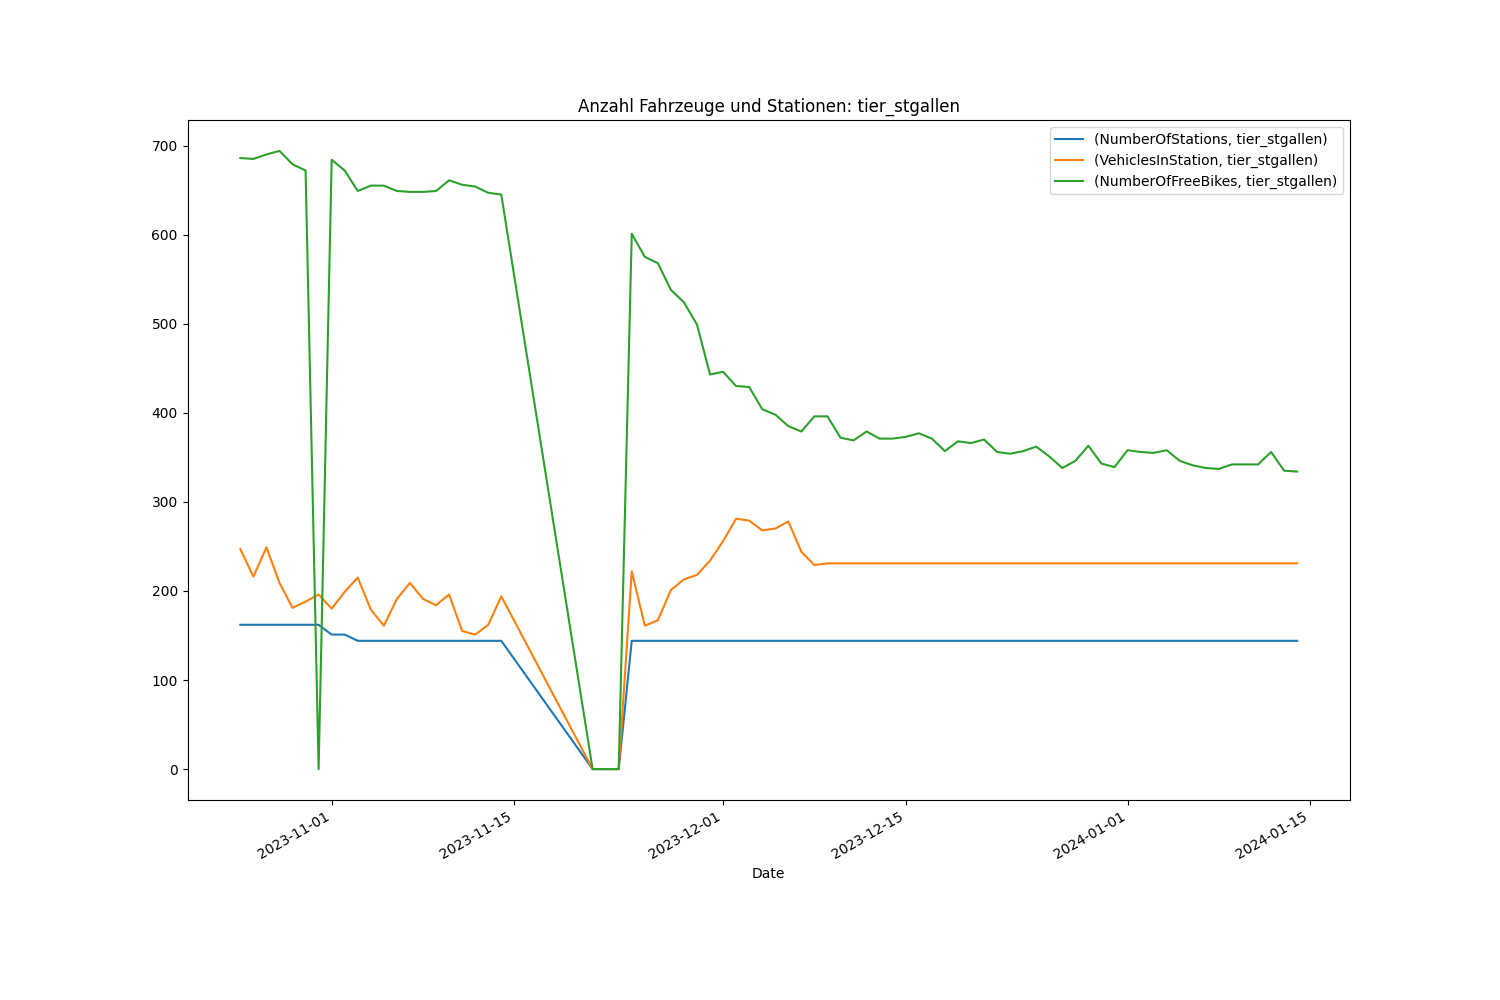 Anzahl Fahrzeuge und Stationen: tier_stgallen
(NumberOfStations, tier_stgallen)
(VehiclesInStation, tier_stgallen)
(NumberOfFreeBikes, tier_stgallen)
700
600
500
400
300
200
100
0
2023-11-01
2023-11-15
2023-12-01
2023-12-15
2024-01-01
2024-01-15
Date